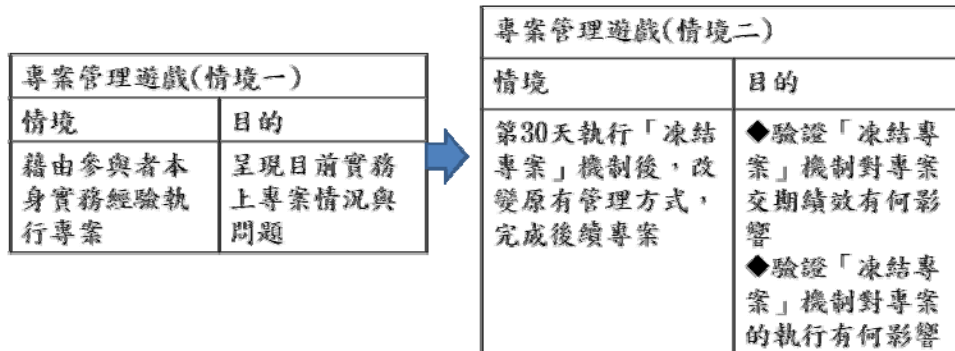 專案管理遊戲(情境一)
情境
目的
藉由參與者本
身實務經驗執
行專案
呈現目前實務
上專案情況與
問題
專案管理遊戲(情境二)
情境
目的
第30天執行「凍結
專案」機制後，改
變原有管理方式，
完成後續專案
◆驗證「凍結專
案」機制對專案
交期績效有何影
響
◆驗證「凍結專
案」機制對專案
的執行有何影響